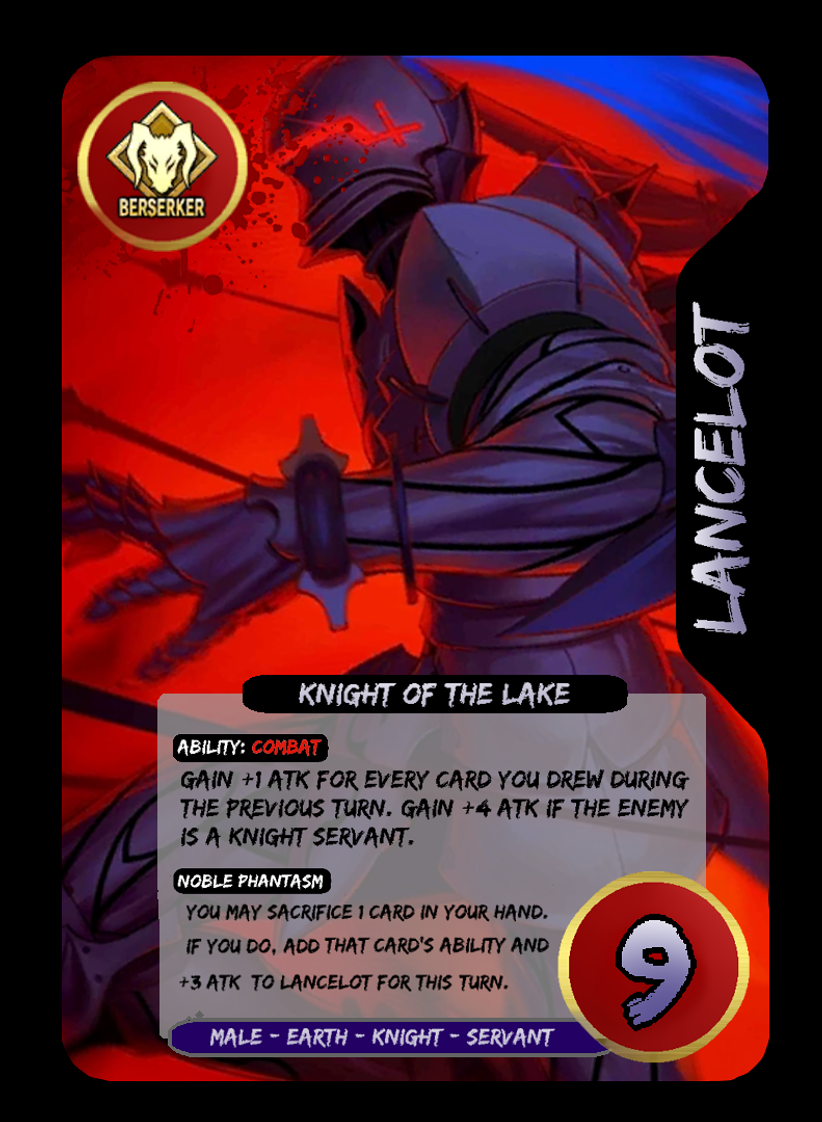 BERSERKER
LANCELOT
KNIGHT OF THE LAKE
ABILITY: COMBAT
GAIN +1 ATK FOR EVERY CARD YOU DREW DURING
THE PREVIOUS TURN. GAIN +4 ATK IF THE ENEMY
IS A KNIGHT SERVANT.
NOBLE PHANTASM
YOU MAY SACRIFICE 1 CARD IN YOUR HAND.
IF YOU DO, ADD THAT CARD'S ABILITY AND
+3 ATK TO LANCELOT FOR THIS TURN.
9
MALE - EARTH - KNIGHT - SERVANT